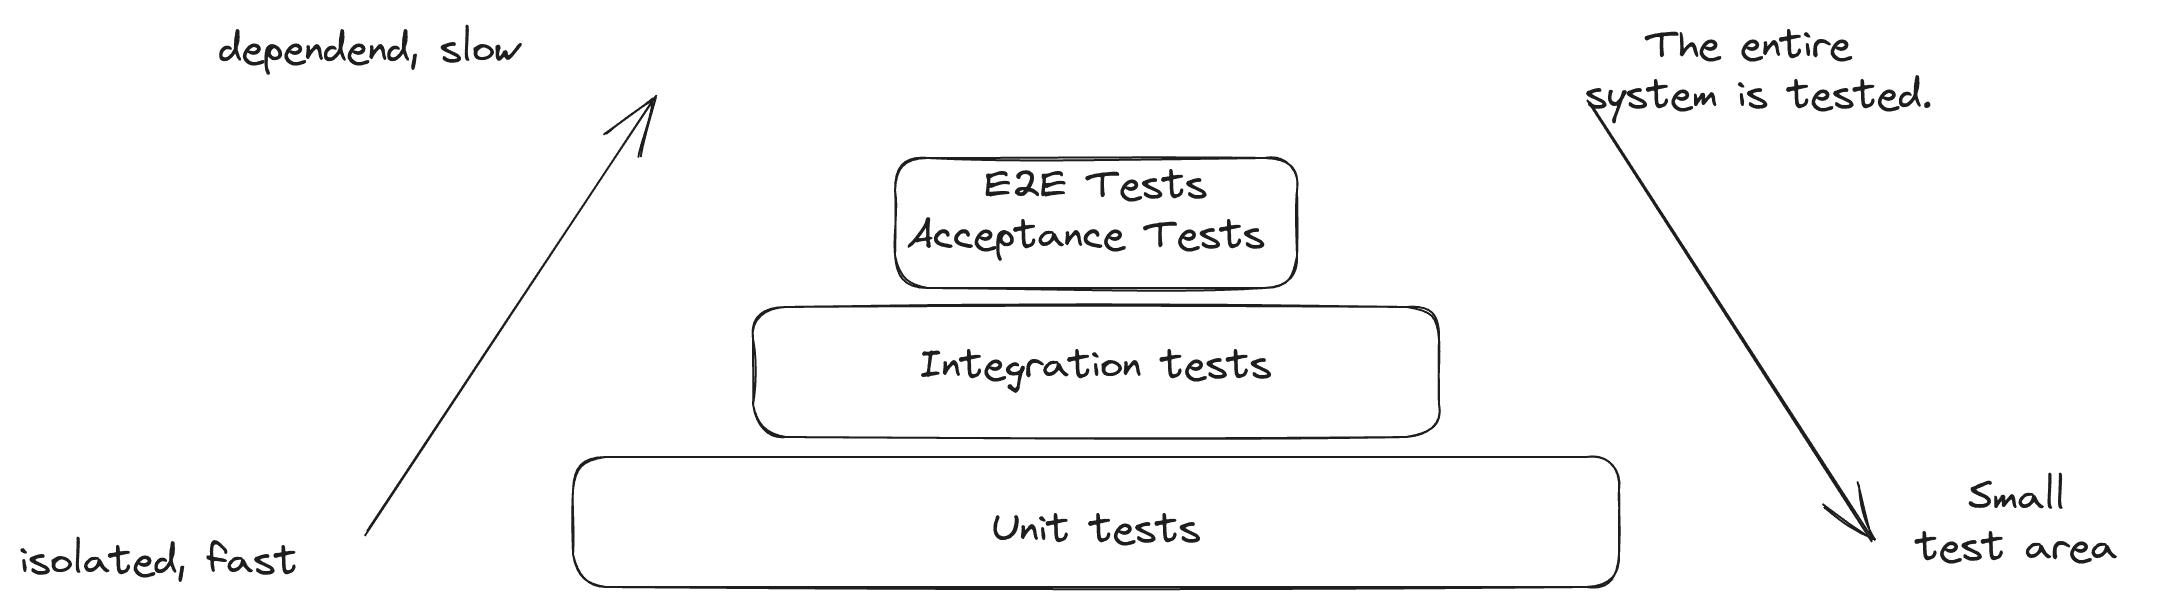 dependend, slow
The entire
system is tested.
E2E Tests
Acceptance Tests
Integration tests
Unit tests
isolated, fast
Small
test area